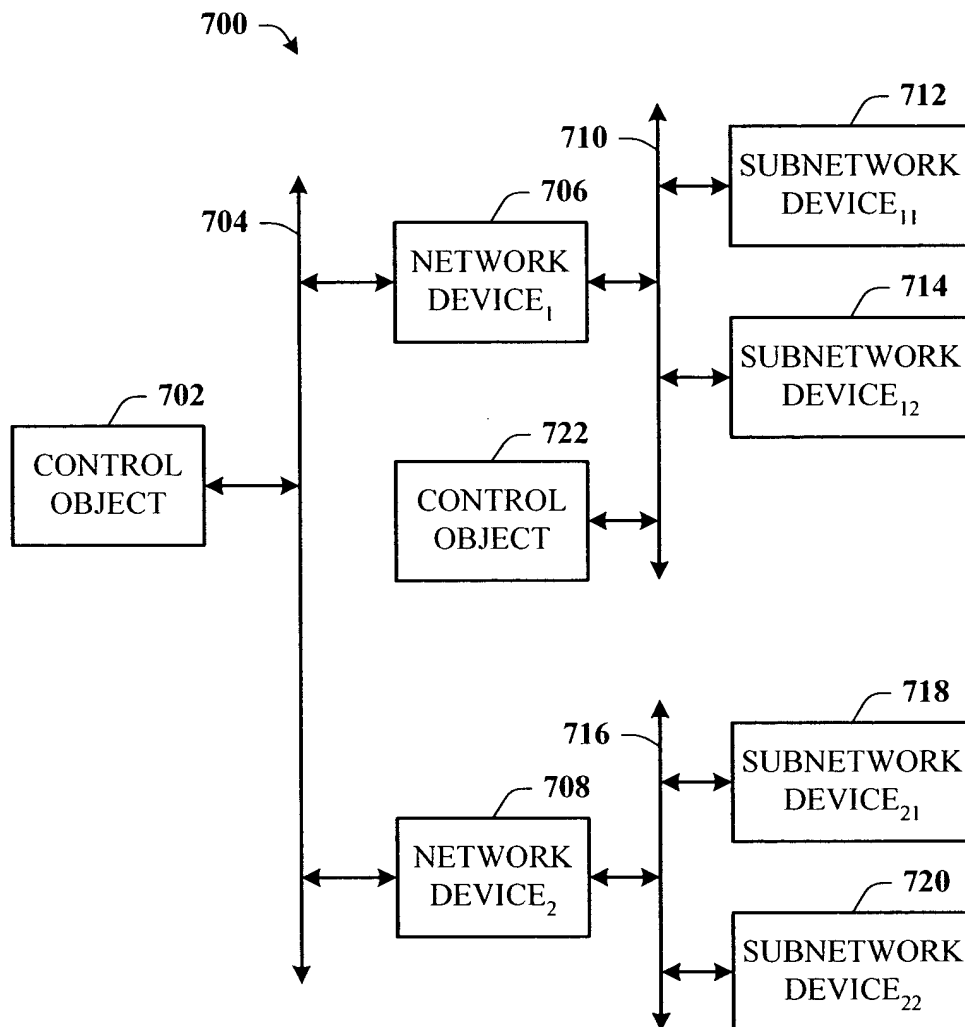 700
712
710
SUBNETWORK
DEVICE₁₁
706
704
NETWORK
DEVICE₁
714
SUBNETWORK
DEVICE₁₂
702
CONTROL
OBJECT
722
CONTROL
OBJECT
718
716
SUBNETWORK
DEVICE₂₁
708
NETWORK
DEVICE₂
720
SUBNETWORK
DEVICE₂₂